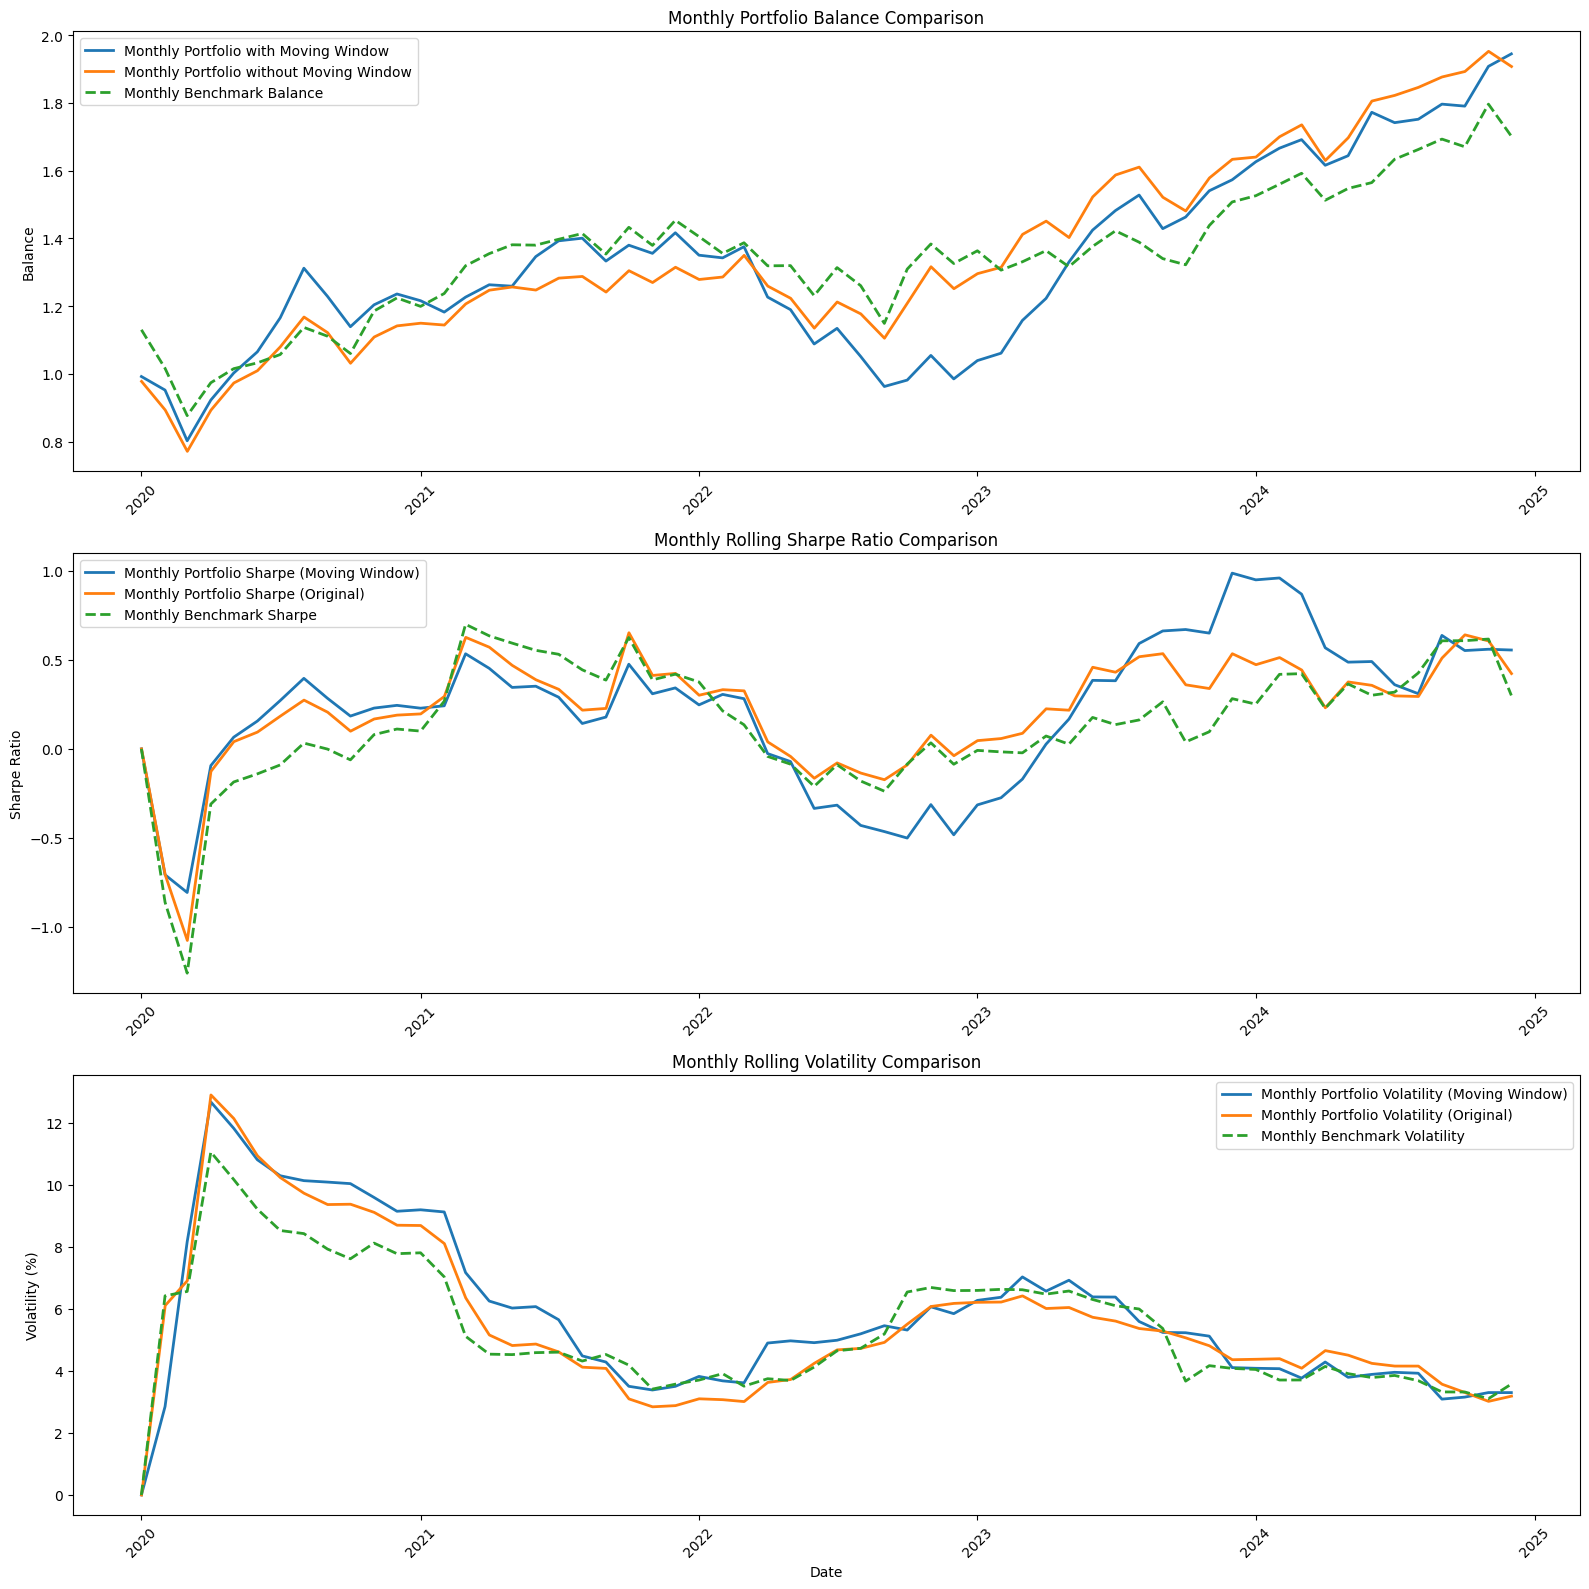 Monthly Portfolio Balance Comparison
Monthly Portfolio with Moving Window
Monthly Portfolio without Moving Window
Monthly Benchmark Balance
Balance
2.0
1.8
1.6
1.4
1.2
1.0
0.8
2020
2021
2022
2023
2024
2025
Monthly Rolling Sharpe Ratio Comparison
Monthly Portfolio Sharpe (Moving Window)
Monthly Portfolio Sharpe (Original)
Monthly Benchmark Sharpe
Sharpe Ratio
1.0
0.5
0.0
−0.5
−1.0
2020
2021
2022
2023
2024
2025
Monthly Rolling Volatility Comparison
Monthly Portfolio Volatility (Moving Window)
Monthly Portfolio Volatility (Original)
Monthly Benchmark Volatility
Volatility (%)
12
10
8
6
4
2
0
2020
2021
2022
2023
2024
2025
Date